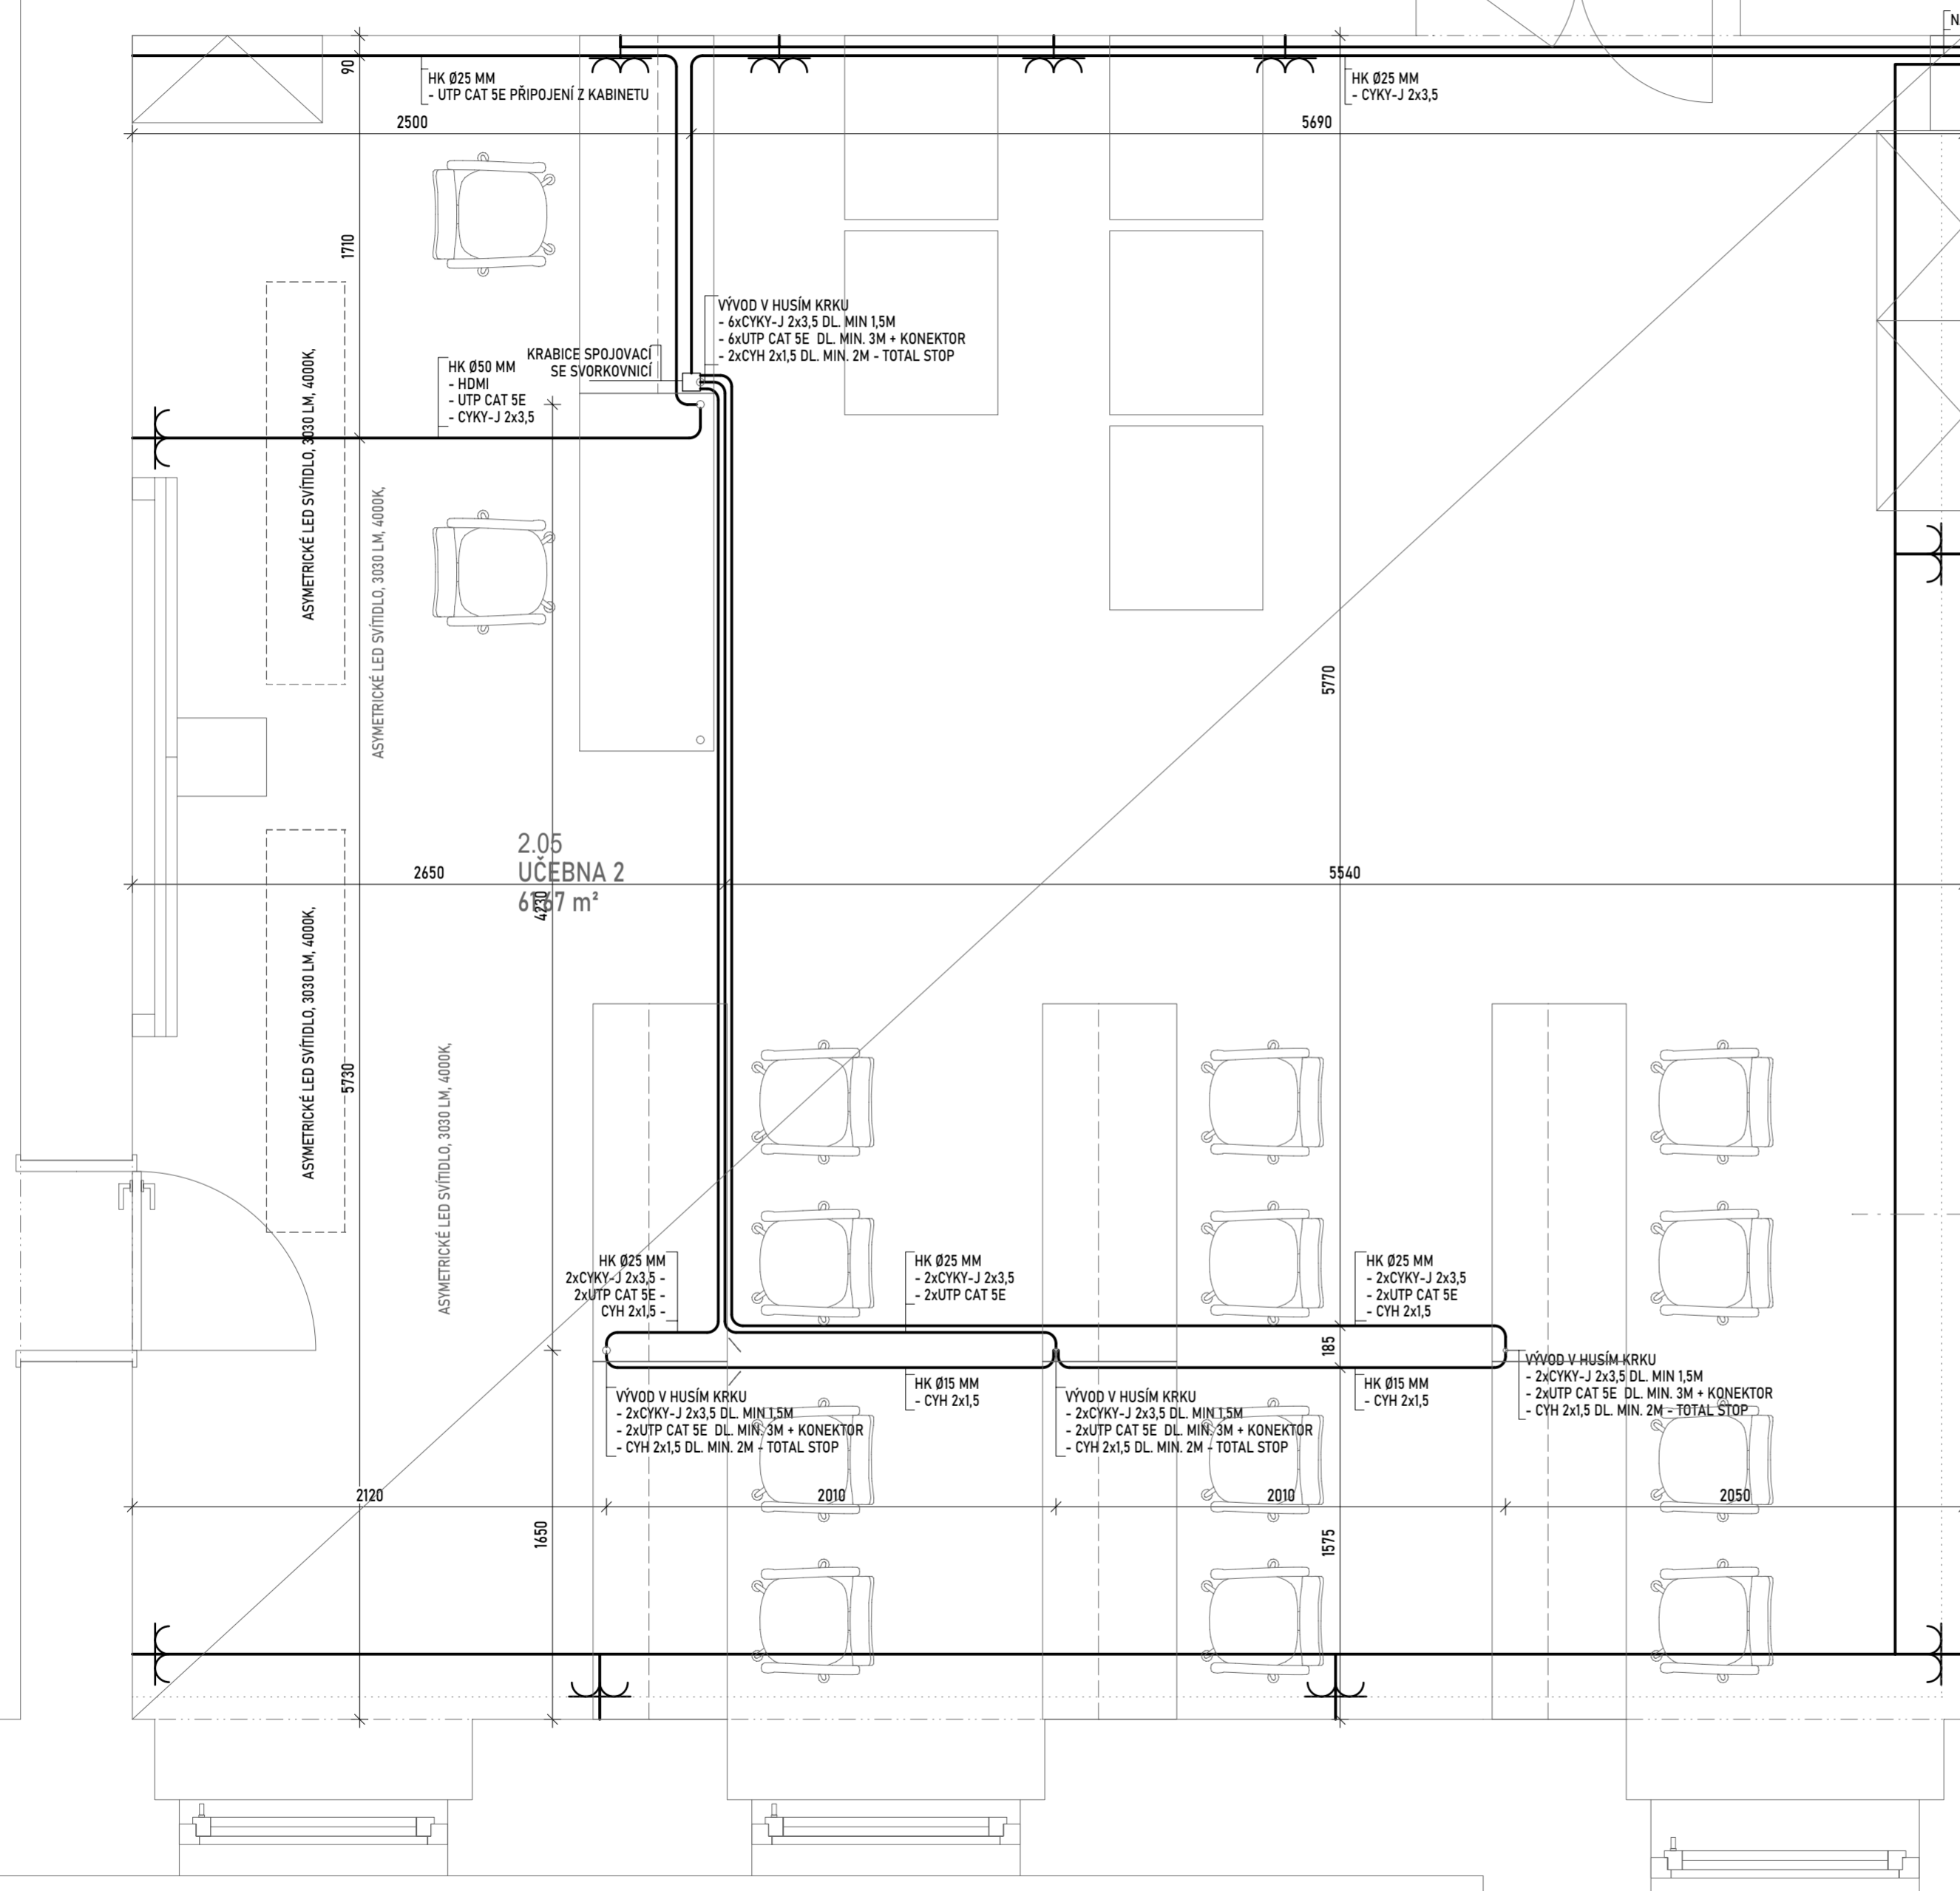 N
90
HK Ø25 MM
- UTP CAT 5E PŘIPOJENÍ Z KABINETU
HK Ø25 MM
- CYKY-J 2x3,5
2500
5690
1710
VÝVOD V HUSÍM KRKU
- 6xCYKY-J 2x3,5 DL. MIN 1,5M
- 6xUTP CAT 5E DL. MIN. 3M + KONEKTOR
- 2xCYH 2x1,5 DL. MIN. 2M - TOTAL STOP
KRABICE SPOJOVACÍ
SE SVORKOVNICÍ
HK Ø50 MM
- HDMI
- UTP CAT 5E
- CYKY-J 2x3,5
ASYMETRICKÉ LED SVÍTIDLO, 3030 LM, 4000K,
ASYMETRICKÉ LED SVÍTIDLO, 3030 LM, 4000K,
5770
2.05
UČEBNA 2
m²
4230
2650
5540
ASYMETRICKÉ LED SVÍTIDLO, 3030 LM, 4000K,
5730
ASYMETRICKÉ LED SVÍTIDLO, 3030 LM, 4000K,
HK Ø25 MM
2xCYKY-J 2x3,5 -
2xUTP CAT 5E -
CYH 2x1,5 -
HK Ø25 MM
- 2xCYKY-J 2x3,5
- 2xUTP CAT 5E
HK Ø25 MM
- 2xCYKY-J 2x3,5
- 2xUTP CAT 5E
- CYH 2x1,5
185
VÝVOD V HUSÍM KRKU
- 2xCYKY-J 2x3,5 DL. MIN 1,5M
- 2xUTP CAT 5E DL. MIN. 3M + KONEKTOR
- CYH 2x1,5 DL. MIN. 2M - TOTAL STOP
HK Ø15 MM
- CYH 2x1,5
VÝVOD V HUSÍM KRKU
- 2xCYKY-J 2x3,5 DL. MIN 1,5M
- 2xUTP CAT 5E DL. MIN. 3M + KONEKTOR
- CYH 2x1,5 DL. MIN. 2M - TOTAL STOP
HK Ø15 MM
- CYH 2x1,5
VÝVOD V HUSÍM KRKU
- 2xCYKY-J 2x3,5 DL. MIN 1,5M
- 2xUTP CAT 5E DL. MIN. 3M + KONEKTOR
- CYH 2x1,5 DL. MIN. 2M - TOTAL STOP
2120
2010
2010
2050
1650
1575